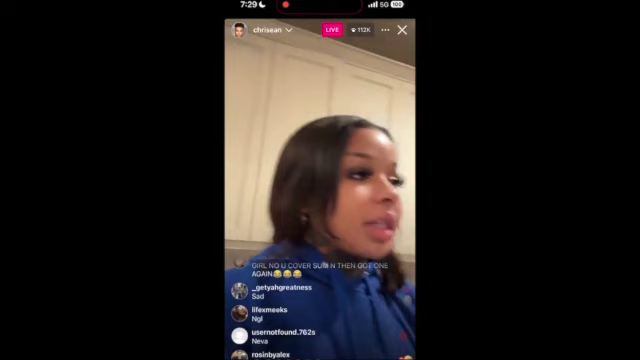 7:29
5G
100
chrisean
LIVE
112K
GIRL NO U COVER SUM N THEN GOT ONE
AGAIN😂😂😂
_getyahgreatness
Sad
lifexmeeks
Ngl
usernotfound.762s
Neva
rosinbyalex